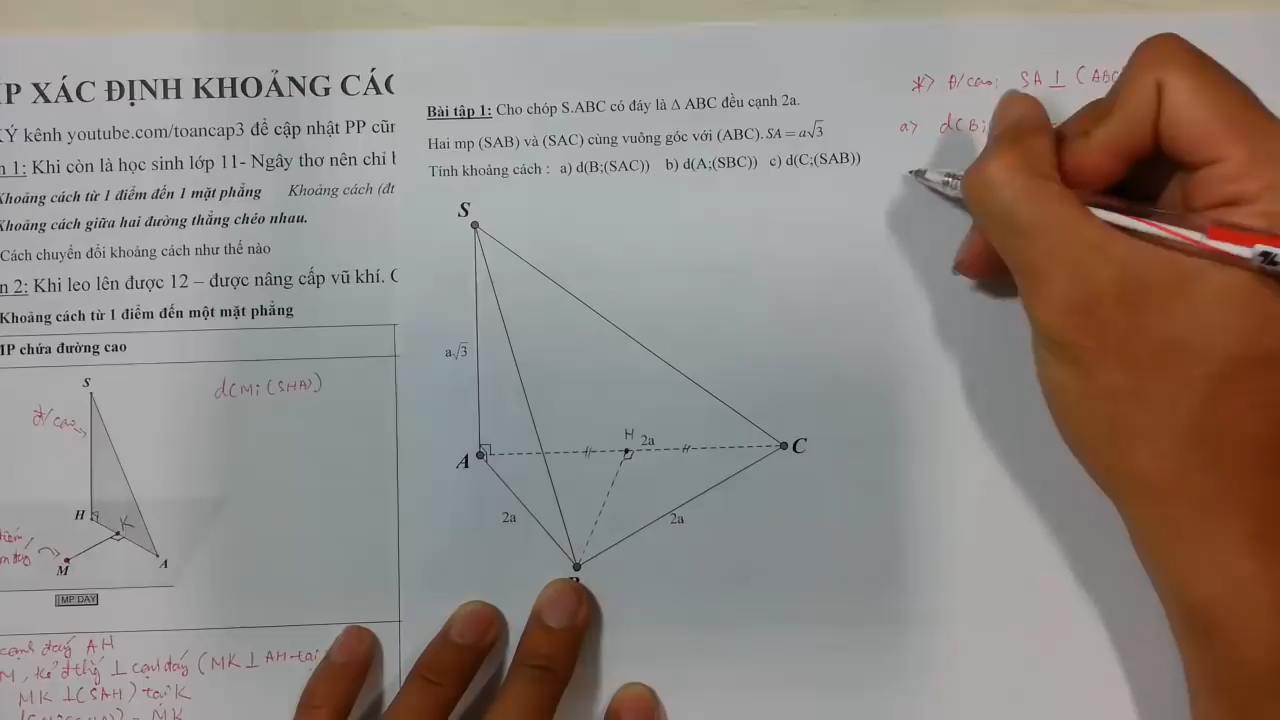 P XÁC ĐỊNH KHOẢNG CÁC
KÝ kênh youtube.com/toancap3 để cập nhật PP cũn
n 1: Khi còn là học sinh lớp 11- Ngây thơ nên chỉ b
Khoảng cách từ 1 điểm đến 1 mặt phẳng Khoảng cách (đt
Khoảng cách giữa hai đường thẳng chéo nhau.
Cách chuyển đổi khoảng cách như thế nào
n 2: Khi leo lên được 12 – được nâng cấp vũ khí. C
Khoảng cách từ 1 điểm đến một mặt phẳng
MP chứa đường cao
S
đ/cao
d(M; (SHA))
H
K
M
A
MP ĐÁY
cạnh đáy AH
M, kẻ đthg ⊥ cạnh đáy (MK ⊥ AH tại
MK ⊥ (SAH) tại K
Bài tập 1: Cho chóp S.ABC có đáy là Δ ABC đều cạnh 2a.
Hai mp (SAB) và (SAC) cùng vuông góc với (ABC). SA = a√3
Tính khoảng cách : a) d(B;(SAC)) b) d(A;(SBC)) c) d(C;(SAB))
S
a√3
A
H
2a
C
2a
2a
*> Đ/cao: SA ⊥ (ABC
a> d(B;